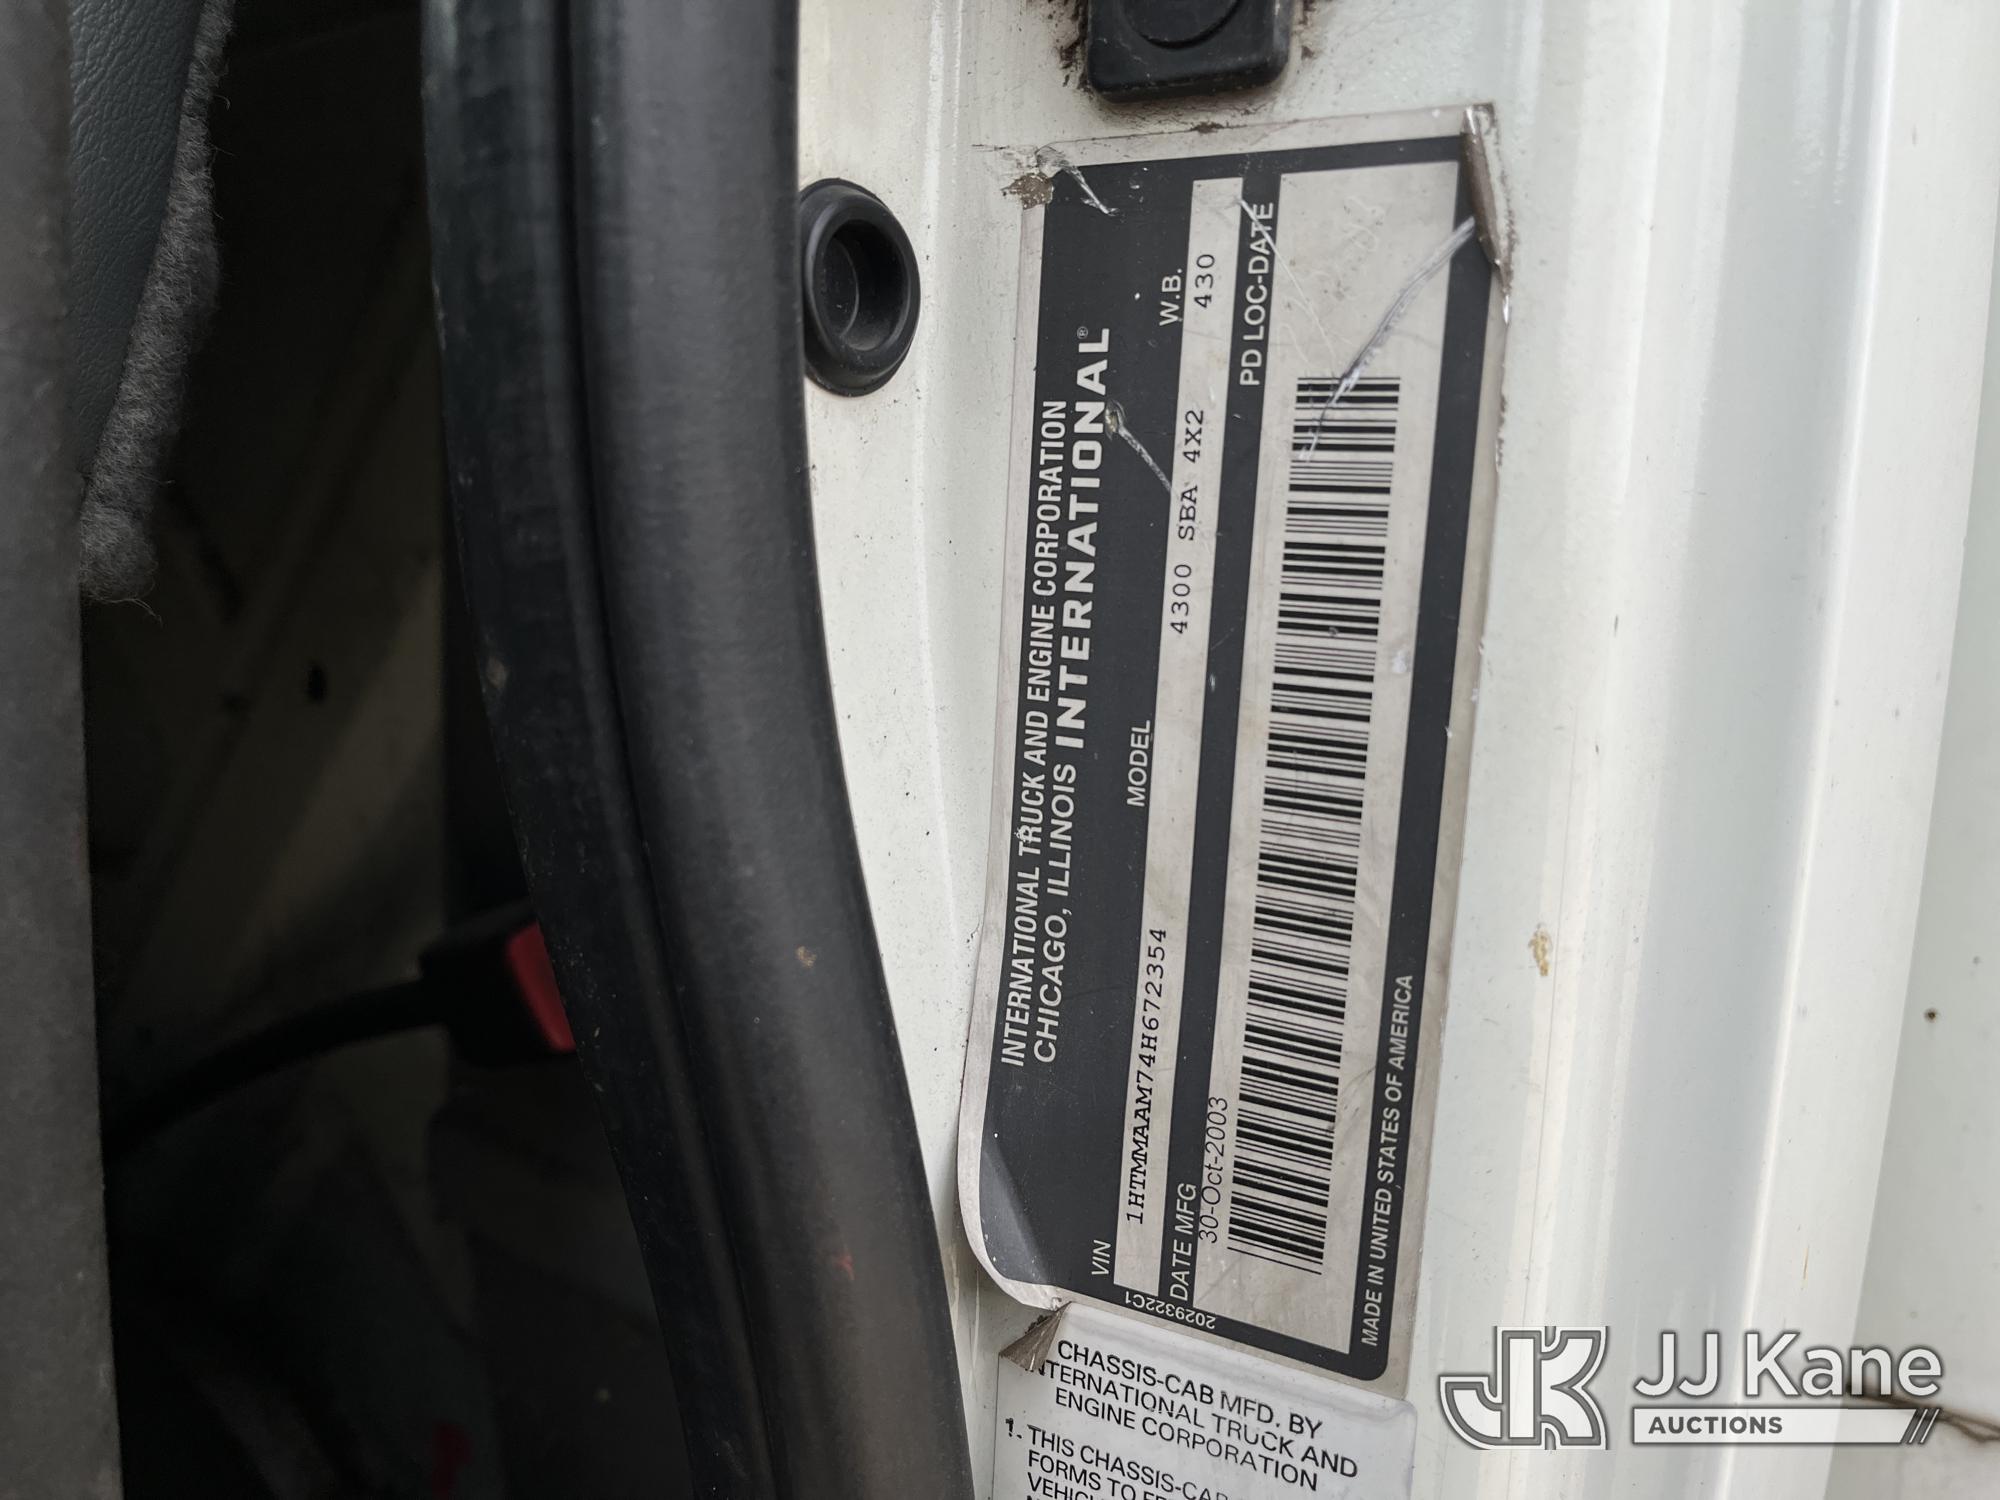 INTERNATIONAL TRUCK AND ENGINE CORPORATION
CHICAGO, ILLINOIS INTERNATIONAL®
VIN MODEL W.B.
1HTMMAAM74H672354 4300 SBA 4X2 430
DATE MFG PD LOC-DATE
30-Oct-2003
MADE IN UNITED STATES OF AMERICA
2029322C1
CHASSIS-CAB MFD. BY
INTERNATIONAL TRUCK AND
ENGINE CORPORATION
1. THIS CHASSIS-CAB
FORMS TO
JK JJ Kane
AUCTIONS